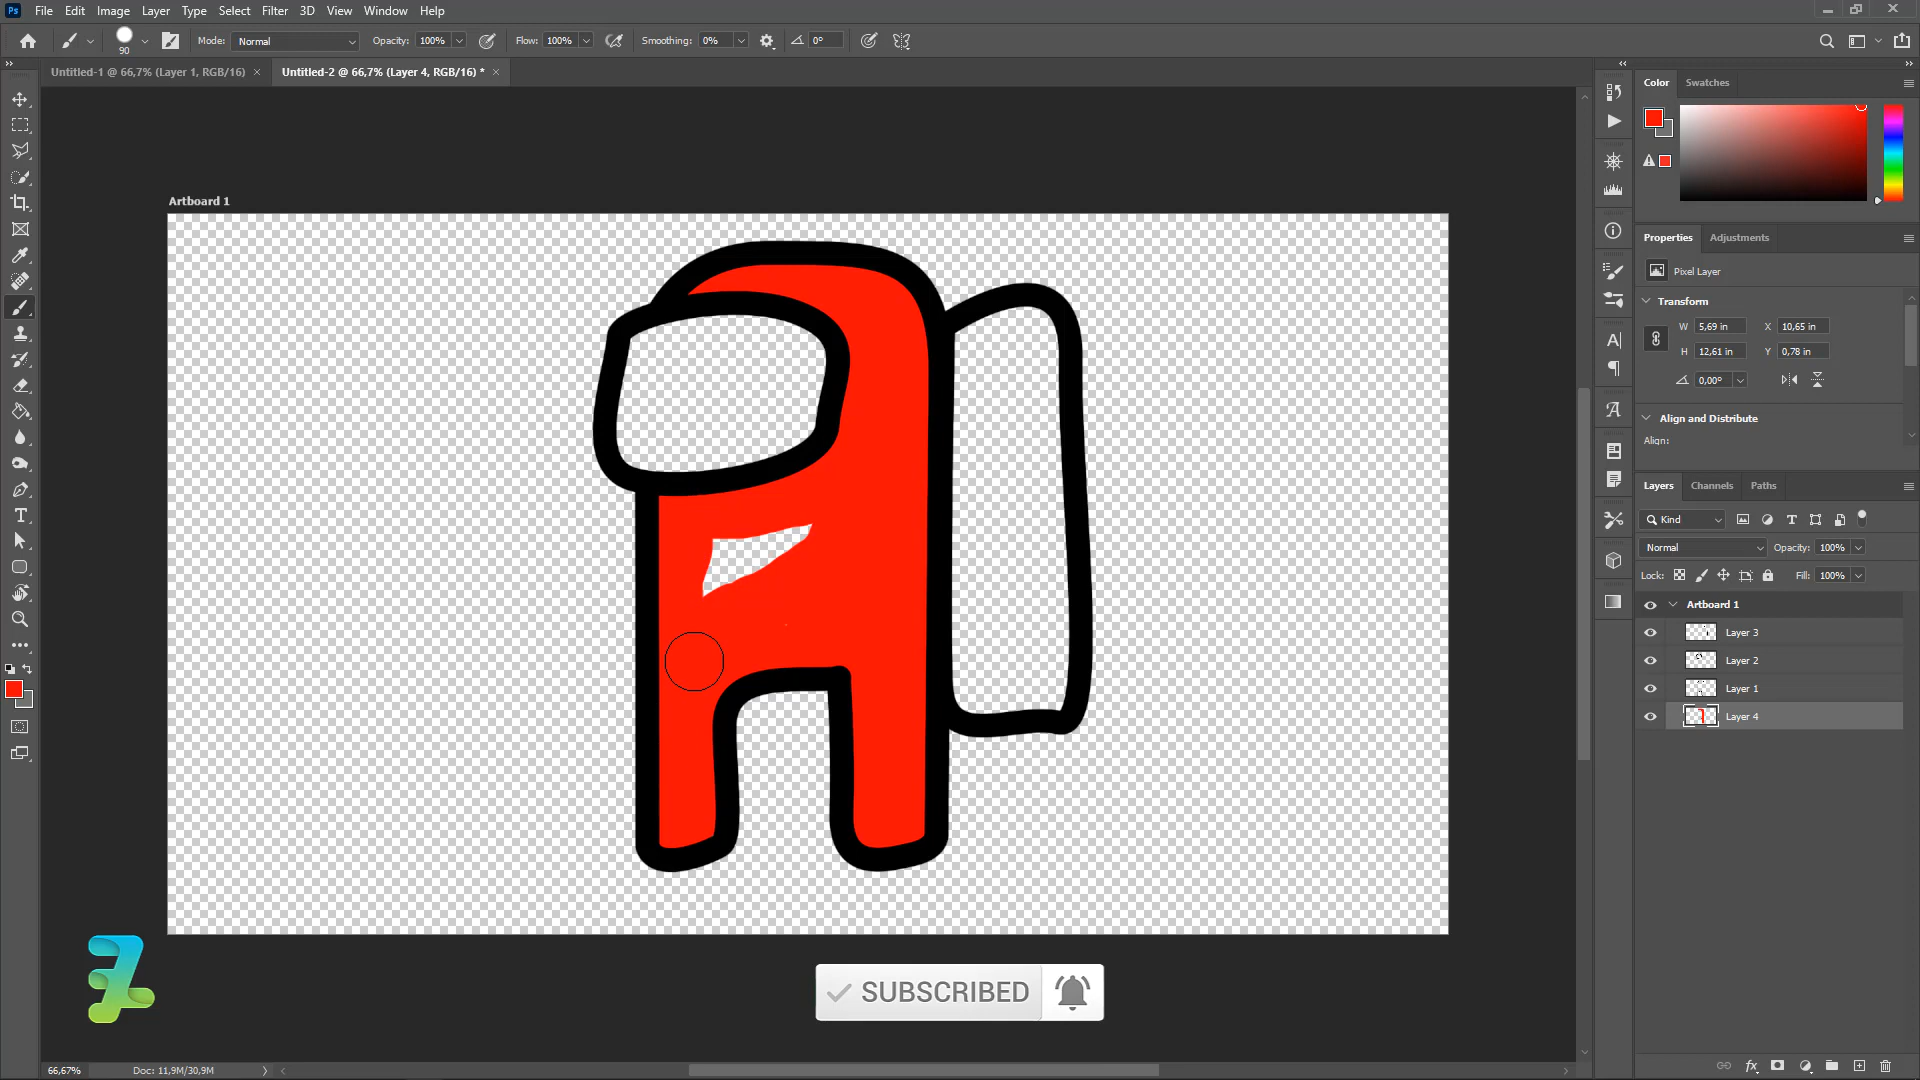 Ps File Edit Image Layer Type Select Filter 3D View Window Help
90 Mode: Normal Opacity: 100% Flow: 100% Smoothing: 0% 0°
Untitled-1 @ 66,7% (Layer 1, RGB/16) × Untitled-2 @ 66,7% (Layer 4, RGB/16) * ×
Color Swatches
Artboard 1
Properties Adjustments
Pixel Layer
Transform
W 5,69 in X 10,65 in
H 12,61 in Y 0,78 in
0,00°
Align and Distribute
Align:
Layers Channels Paths
Kind
Normal Opacity: 100%
Lock: Fill: 100%
Artboard 1
Layer 3
Layer 2
Layer 1
Layer 4
SUBSCRIBED
66,67% Doc: 11,9M/30,9M